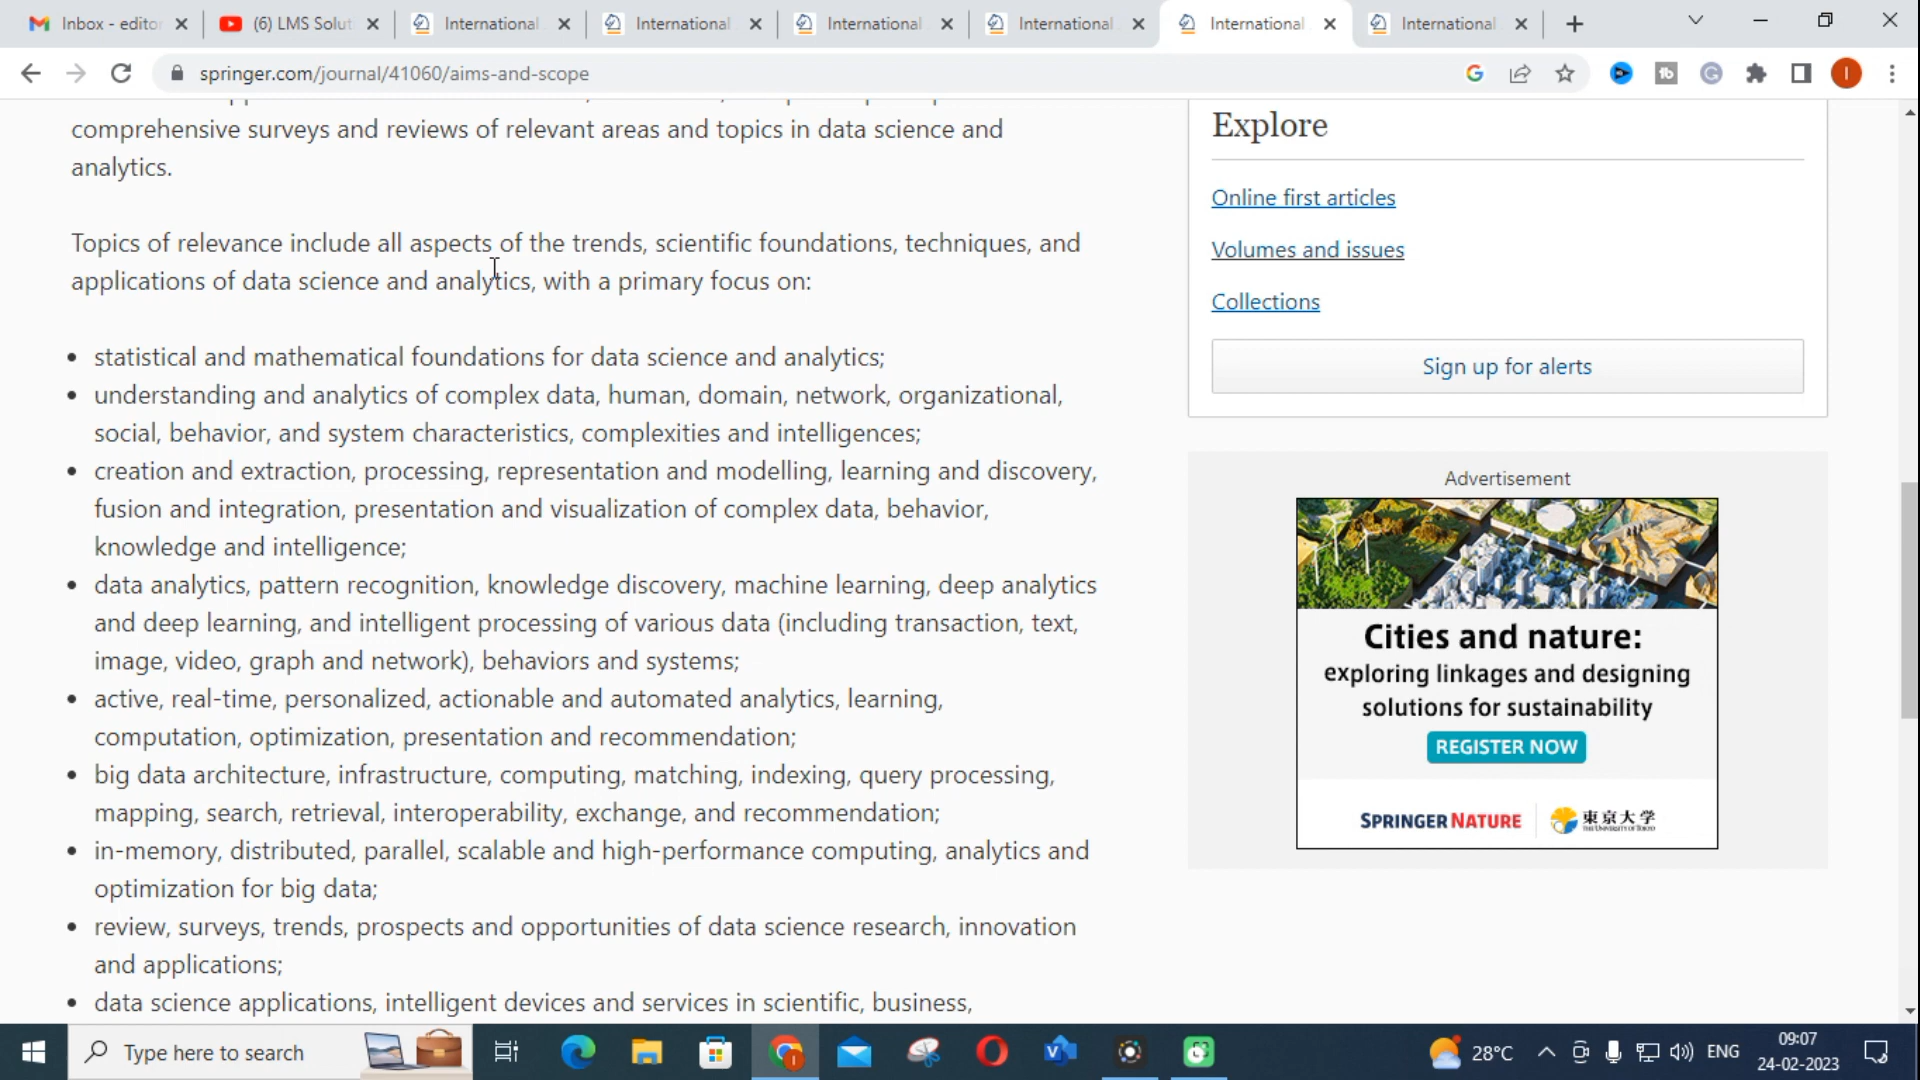 Inbox - editor
(6) LMS Solut
International
International
International
International
International
International
springer.com/journal/41060/aims-and-scope
comprehensive surveys and reviews of relevant areas and topics in data science and
analytics.
Topics of relevance include all aspects of the trends, scientific foundations, techniques, and
applications of data science and analytics, with a primary focus on:
• statistical and mathematical foundations for data science and analytics;
• understanding and analytics of complex data, human, domain, network, organizational,
social, behavior, and system characteristics, complexities and intelligences;
• creation and extraction, processing, representation and modelling, learning and discovery,
fusion and integration, presentation and visualization of complex data, behavior,
knowledge and intelligence;
• data analytics, pattern recognition, knowledge discovery, machine learning, deep analytics
and deep learning, and intelligent processing of various data (including transaction, text,
image, video, graph and network), behaviors and systems;
• active, real-time, personalized, actionable and automated analytics, learning,
computation, optimization, presentation and recommendation;
• big data architecture, infrastructure, computing, matching, indexing, query processing,
mapping, search, retrieval, interoperability, exchange, and recommendation;
• in-memory, distributed, parallel, scalable and high-performance computing, analytics and
optimization for big data;
• review, surveys, trends, prospects and opportunities of data science research, innovation
and applications;
• data science applications, intelligent devices and services in scientific, business,
Explore
Online first articles
Volumes and issues
Collections
Sign up for alerts
Advertisement
Cities and nature:
exploring linkages and designing
solutions for sustainability
REGISTER NOW
SPRINGER NATURE
東京大学
THE UNIVERSITY OF TOKYO
Type here to search
28°C
ENG
09:07
24-02-2023